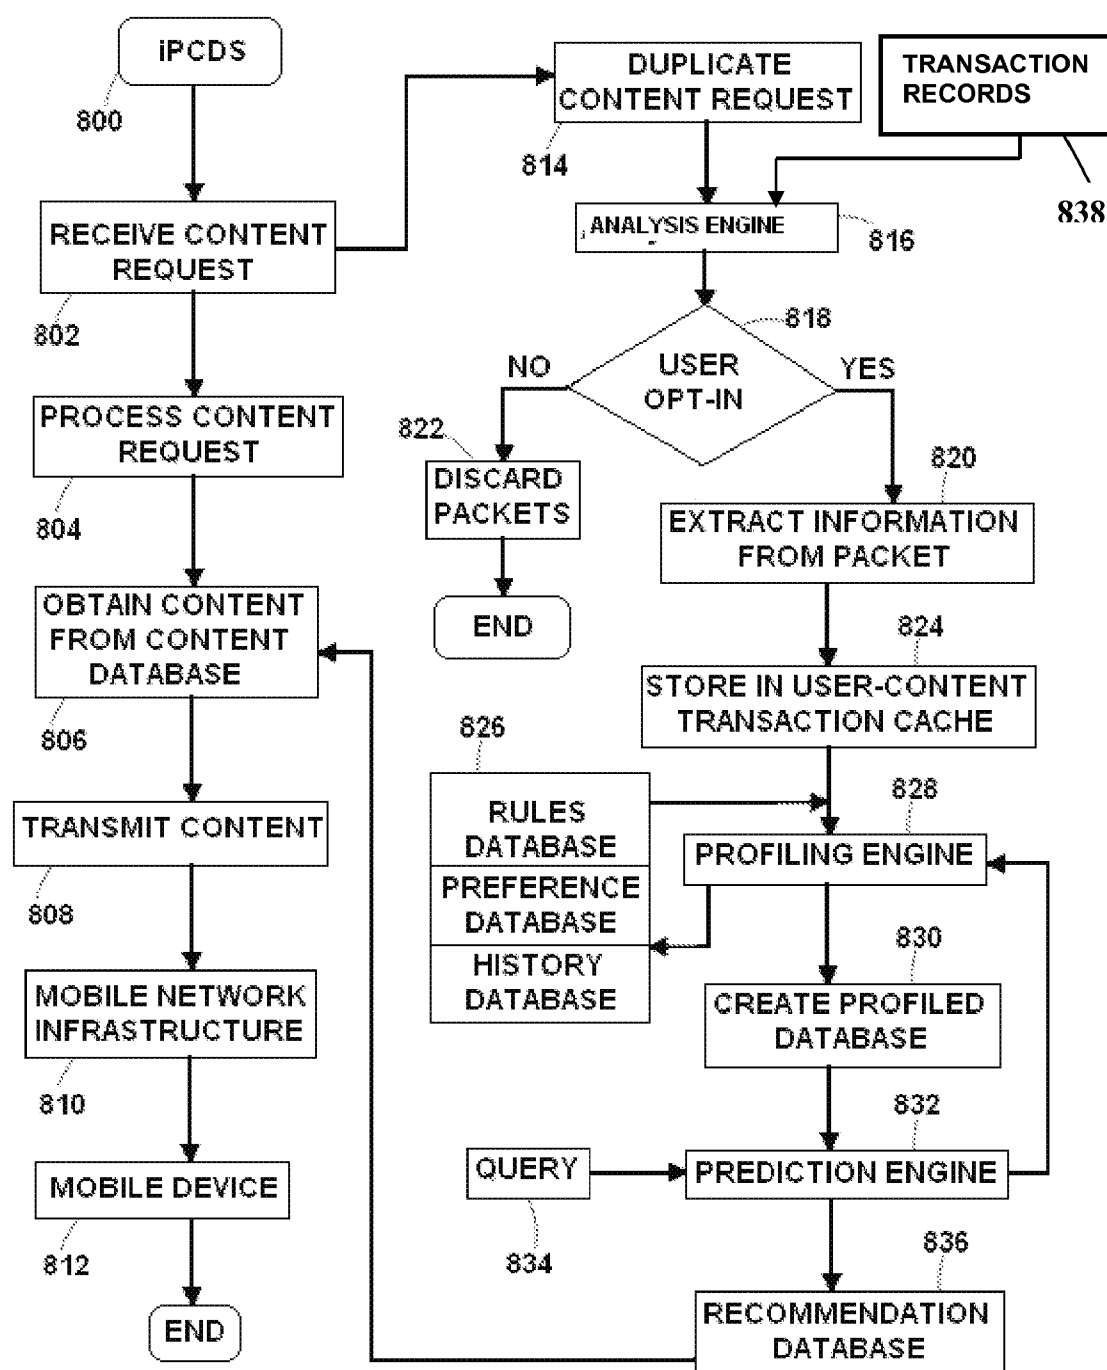 iPCDS
800
RECEIVE CONTENT
REQUEST
802
PROCESS CONTENT
REQUEST
804
OBTAIN CONTENT
FROM CONTENT
DATABASE
806
TRANSMIT CONTENT
808
MOBILE NETWORK
INFRASTRUCTURE
810
MOBILE DEVICE
812
END
DUPLICATE
CONTENT REQUEST
814
TRANSACTION
RECORDS
838
ANALYSIS ENGINE
816
USER
OPT-IN
818
NO
YES
822
DISCARD
PACKETS
END
820
EXTRACT INFORMATION
FROM PACKET
824
STORE IN USER-CONTENT
TRANSACTION CACHE
826
RULES
DATABASE
PREFERENCE
DATABASE
HISTORY
DATABASE
828
PROFILING ENGINE
830
CREATE PROFILED
DATABASE
832
QUERY
834
PREDICTION ENGINE
836
RECOMMENDATION
DATABASE